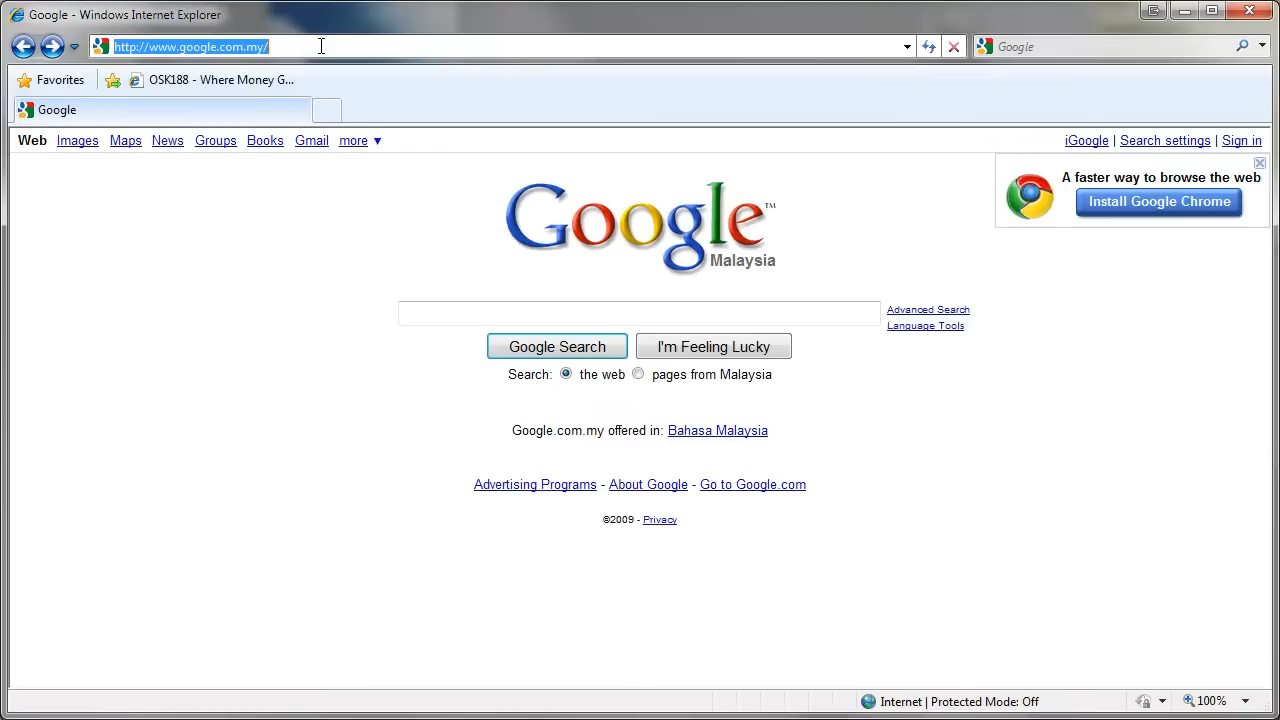 Google - Windows Internet Explorer
http://www.google.com.my/
Google
Favorites
OSK188 - Where Money G...
Google
Web Images Maps News Groups Books Gmail more ▼
iGoogle | Search settings | Sign in
A faster way to browse the web
Install Google Chrome
Google™
Malaysia
Advanced Search
Language Tools
Google Search
I'm Feeling Lucky
Search: the web pages from Malaysia
Google.com.my offered in: Bahasa Malaysia
Advertising Programs - About Google - Go to Google.com
©2009 - Privacy
Internet | Protected Mode: Off
100%